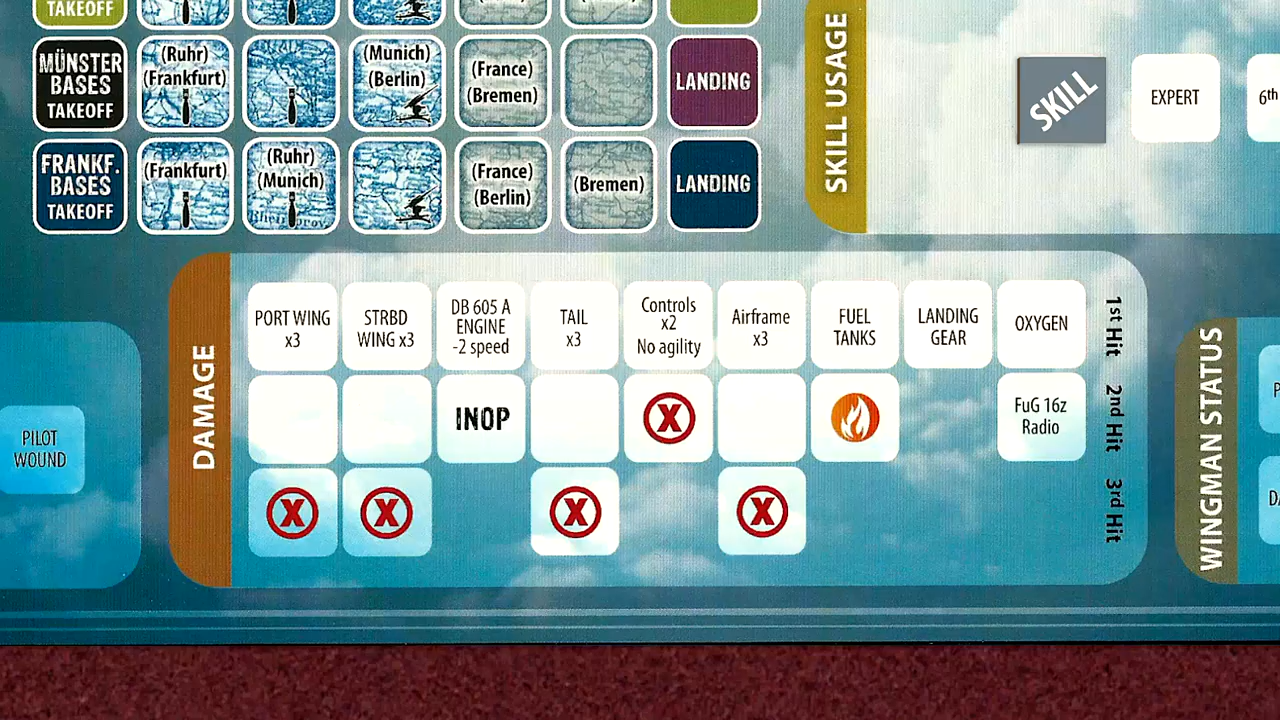 TAKEOFF
MÜNSTER
BASES
TAKEOFF
(Ruhr)
(Frankfurt)
(Munich)
(Berlin)
(France)
(Bremen)
LANDING
FRANKF.
BASES
TAKEOFF
(Frankfurt)
(Ruhr)
(Munich)
(France)
(Berlin)
(Bremen)
LANDING
SKILL USAGE
SKILL
EXPERT
6th
DAMAGE
PORT WING
x3
STRBD
WING x3
DB 605 A
ENGINE
-2 speed
TAIL
x3
Controls
x2
No agility
Airframe
x3
FUEL
TANKS
LANDING
GEAR
OXYGEN
1st Hit
INOP
X
FuG 16z
Radio
2nd Hit
X
X
X
X
3rd Hit
PILOT
WOUND
WINGMAN STATUS